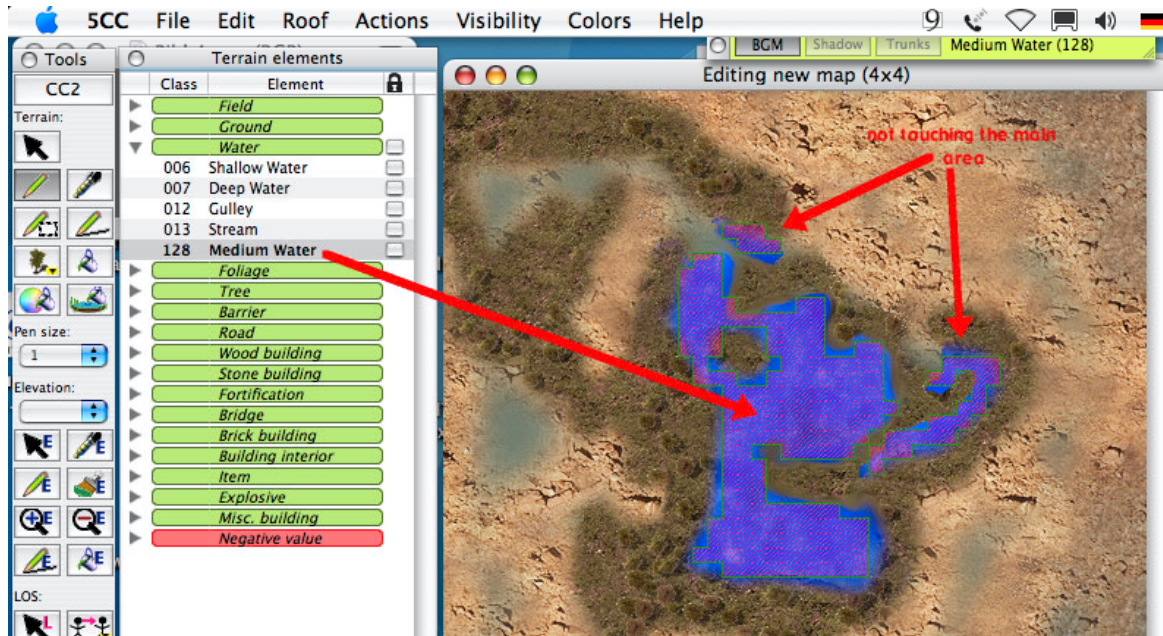 5CC File Edit Roof Actions Visibility Colors Help
BGM Shadow Trunks Medium Water (128)
Tools
Terrain elements
Editing new map (4x4)
CC2
Class Element
Terrain:
Field
Ground
Water
006 Shallow Water
007 Deep Water
012 Gulley
013 Stream
128 Medium Water
Foliage
Tree
Barrier
Road
Wood building
Stone building
Fortification
Bridge
Brick building
Building interior
Item
Explosive
Misc. building
Negative value
Pen size:
1
Elevation:
E E
E E
E E
E E
LOS:
L
not touching the main
area